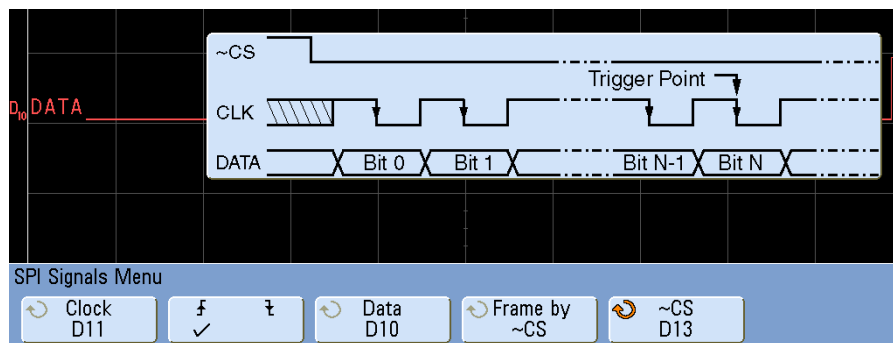 ~CS
Trigger Point
D10 DATA
CLK
DATA Bit 0 Bit 1 Bit N-1 Bit N
SPI Signals Menu
Clock Data Frame by ~CS
D11 ✓ D10 ~CS D13